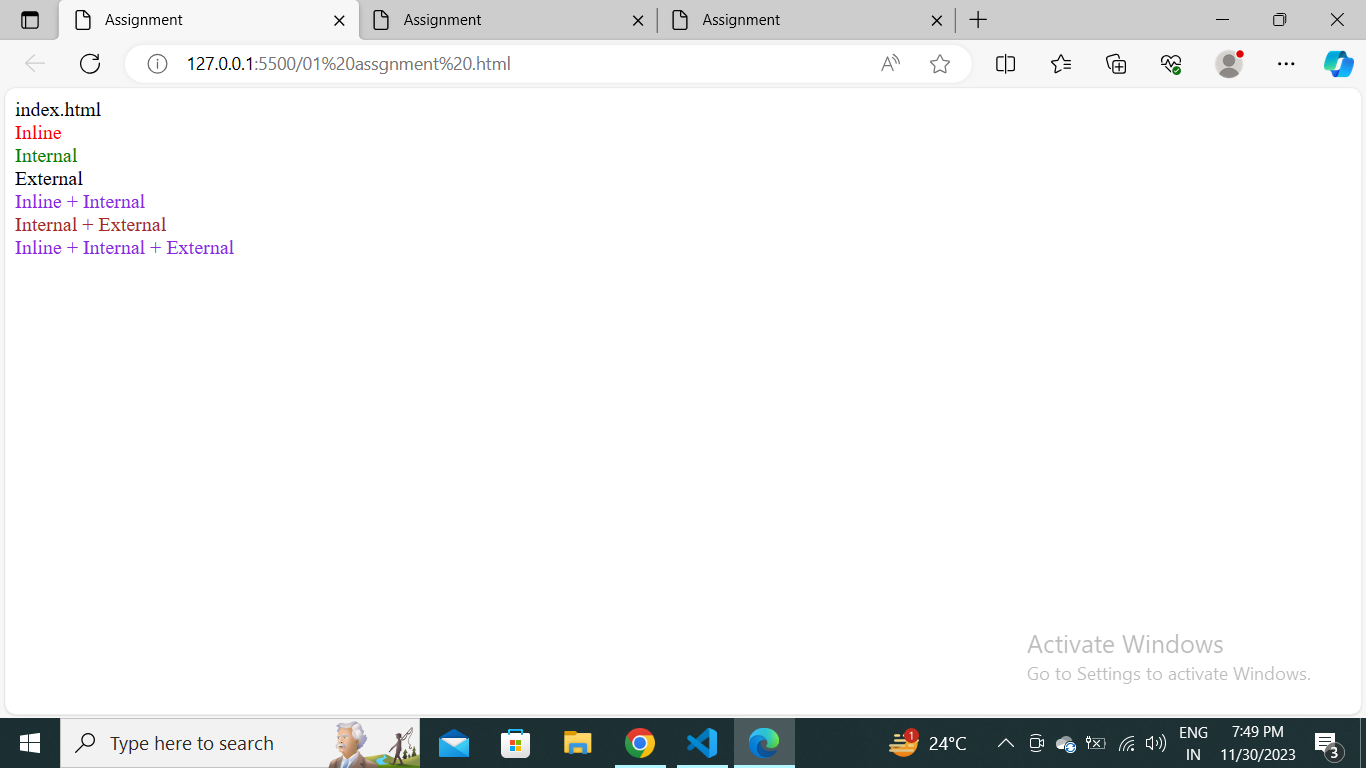 Assignment
Assignment
Assignment
127.0.0.1:5500/01%20assgnment%20.html
index.html
Inline
Internal
External
Inline + Internal
Internal + External
Inline + Internal + External
Activate Windows
Go to Settings to activate Windows.
Type here to search
1
24°C
ENG
IN
7:49 PM
11/30/2023
3